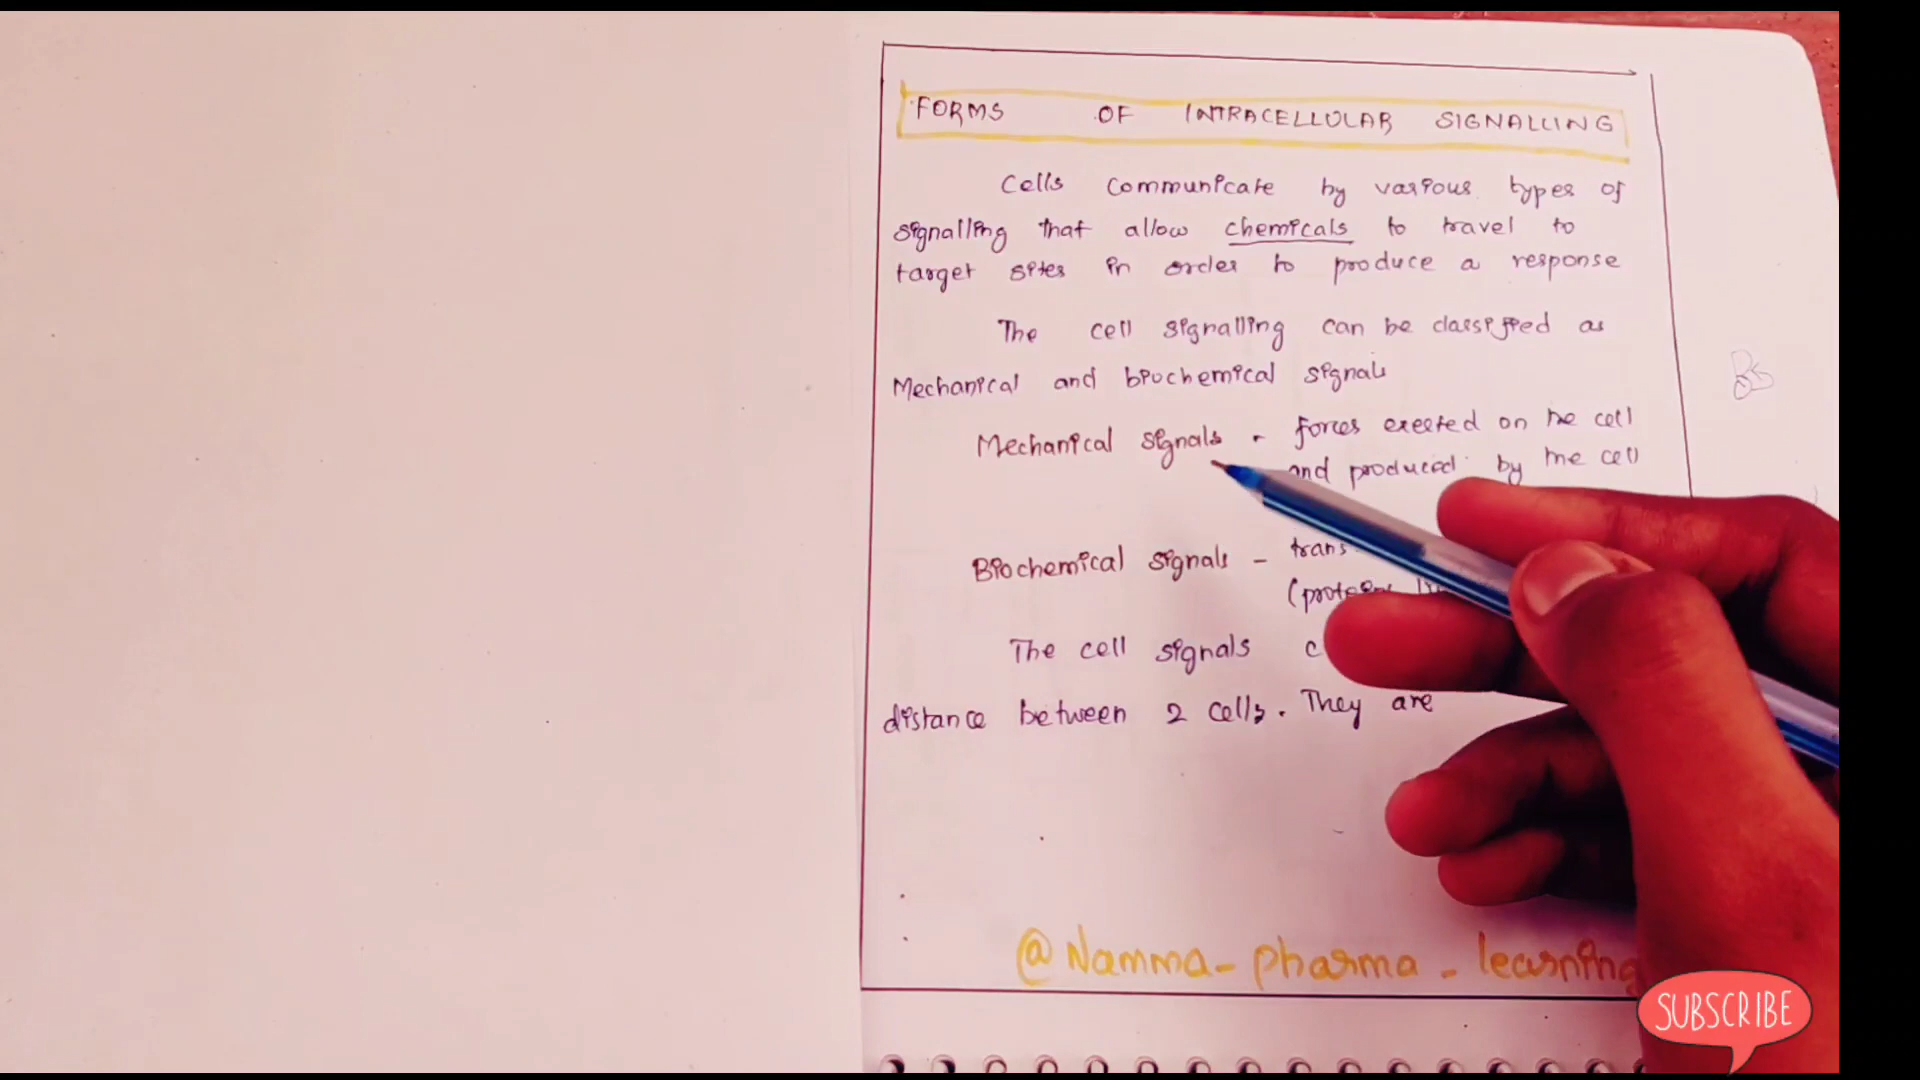 FORMS OF INTRACELLULAR SIGNALLING
Cells communicate by various types of
signalling that allow chemicals to travel to
target sites in order to produce a response
The cell signalling can be classified as
Mechanical and biochemical signals
Mechanical signals - forces exerted on the cell
and produced by the cell
Biochemical signals - trans
(proteins
The cell signals
distance between 2 cells. They are
@Namma_pharma_learning
SUBSCRIBE